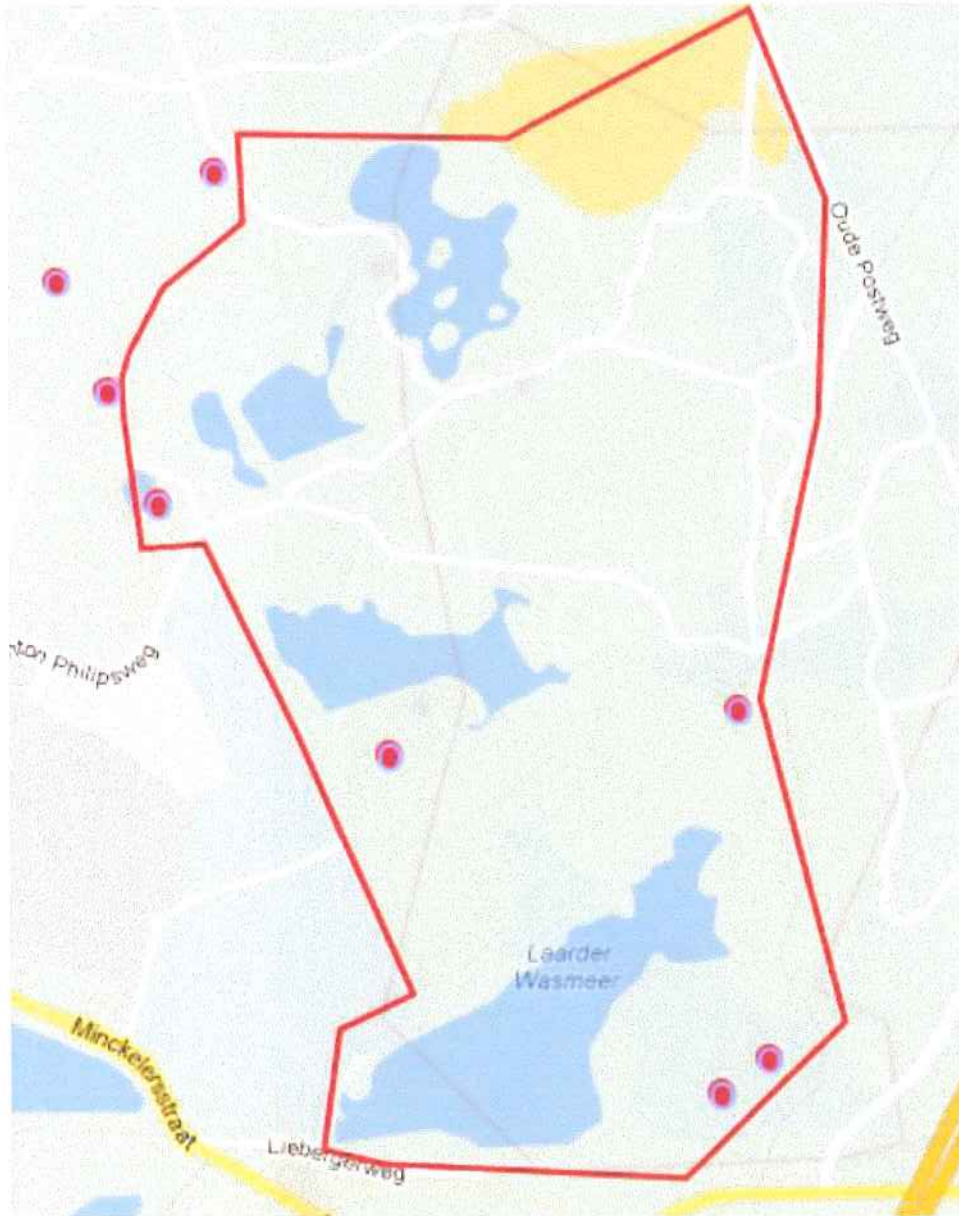 Oude Postweg
Philipsweg
Laarder
Wasmeer
Minckelersstraat
Liebergerweg